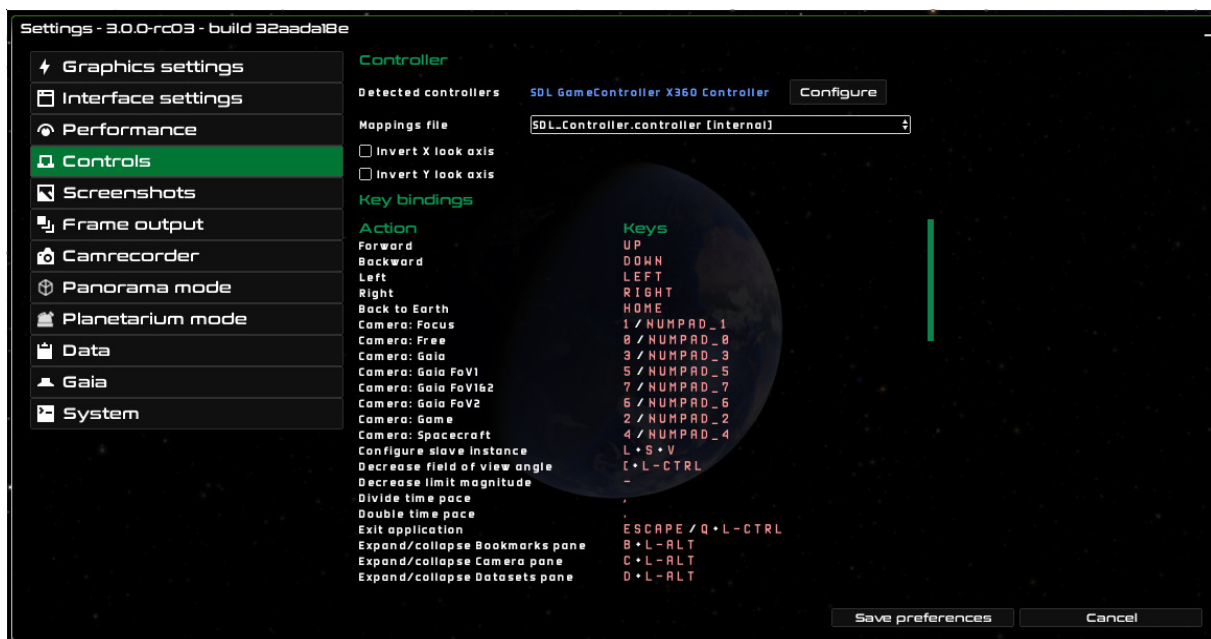 Settings - 3.0.0-rc03 - build 32aada18e
Graphics settings
Interface settings
Performance
Controls
Screenshots
Frame output
Camrecorder
Panorama mode
Planetarium mode
Data
Gaia
System
Controller
Detected controllers SDL GameController X360 Controller Configure
Mappings file SDL_Controller.controller [internal]
Invert X look axis
Invert Y look axis
Key bindings
Action Keys
Forward UP
Backward DOWN
Left LEFT
Right RIGHT
Back to Earth HOME
Camera: Focus 1/NUMPAD_1
Camera: Free 0/NUMPAD_0
Camera: Gaia 3/NUMPAD_3
Camera: Gaia FoV1 5/NUMPAD_5
Camera: Gaia FoV1&2 7/NUMPAD_7
Camera: Gaia FoV2 6/NUMPAD_6
Camera: Game 2/NUMPAD_2
Camera: Spacecraft 4/NUMPAD_4
Configure slave instance L+S+V
Decrease field of view angle [+L-CTRL
Decrease limit magnitude -
Divide time pace ,
Double time pace .
Exit application ESCAPE/Q+L-CTRL
Expand/collapse Bookmarks pane B+L-ALT
Expand/collapse Camera pane C+L-ALT
Expand/collapse Datasets pane D+L-ALT
Save preferences Cancel